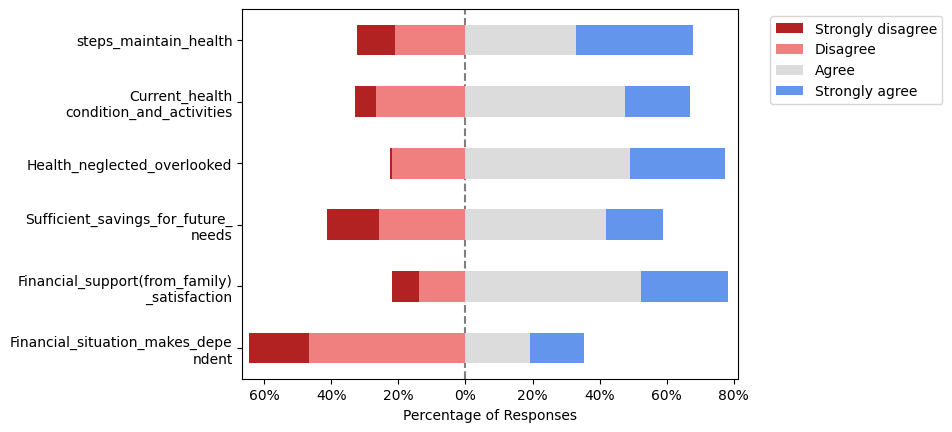 steps_maintain_health
Current_health
condition_and_activities
Health_neglected_overlooked
Sufficient_savings_for_future_
needs
Financial_support(from_family)
_satisfaction
Financial_situation_makes_depe
ndent
60% 40% 20% 0% 20% 40% 60% 80%
Percentage of Responses
Strongly disagree
Disagree
Agree
Strongly agree